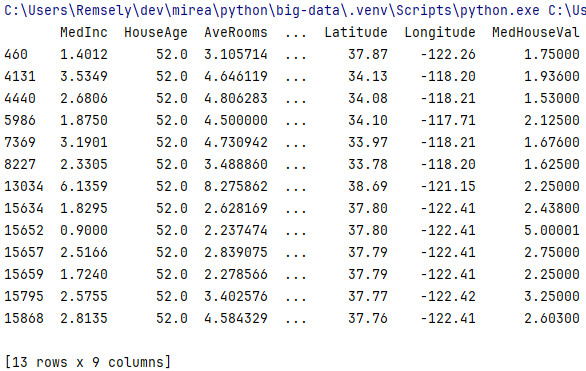 C:\Users\Remsely\dev\mirea\python\big-data\.venv\Scripts\python.exe C:\Us
MedInc HouseAge AveRooms ... Latitude Longitude MedHouseVal
460 1.4012 52.0 3.105714 ... 37.87 -122.26 1.75000
4131 3.5349 52.0 4.646119 ... 34.13 -118.20 1.93600
4440 2.6806 52.0 4.806283 ... 34.08 -118.21 1.53000
5986 1.8750 52.0 4.500000 ... 34.10 -117.71 2.12500
7369 3.1901 52.0 4.730942 ... 33.97 -118.21 1.67600
8227 2.3305 52.0 3.488860 ... 33.78 -118.20 1.62500
13034 6.1359 52.0 8.275862 ... 38.69 -121.15 2.25000
15634 1.8295 52.0 2.628169 ... 37.80 -122.41 2.43800
15652 0.9000 52.0 2.237474 ... 37.80 -122.41 5.00001
15657 2.5166 52.0 2.839075 ... 37.79 -122.41 2.75000
15659 1.7240 52.0 2.278566 ... 37.79 -122.41 2.25000
15795 2.5755 52.0 3.402576 ... 37.77 -122.42 3.25000
15868 2.8135 52.0 4.584329 ... 37.76 -122.41 2.60300
[13 rows x 9 columns]